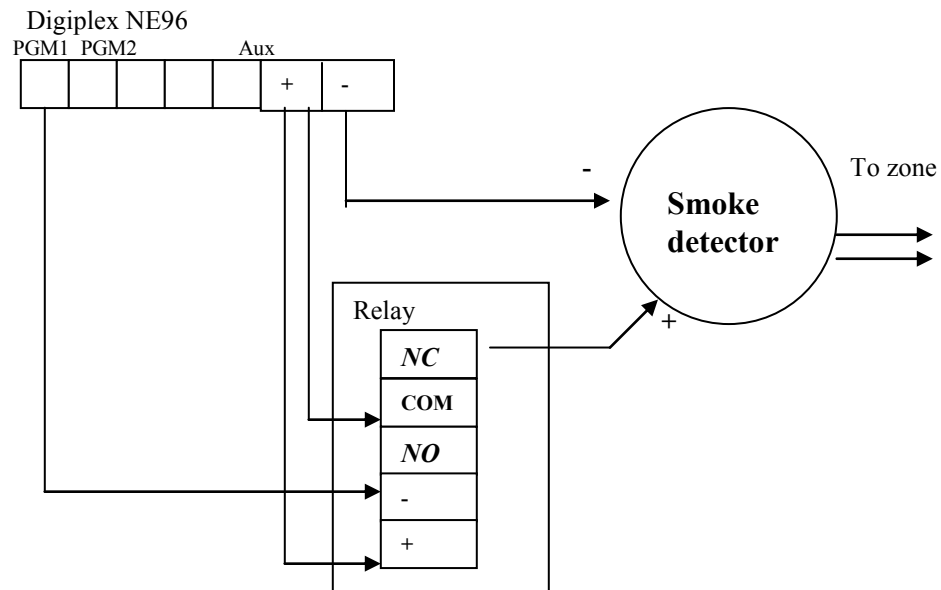 Digiplex NE96
PGM1 PGM2 Aux
+ -
-
To zone
Smoke
detector
+
Relay
NC
COM
NO
-
+